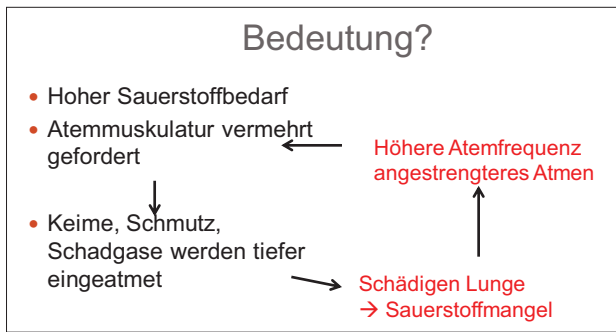 Bedeutung?
• Hoher Sauerstoffbedarf
• Atemmuskulatur vermehrt
gefordert
• Keime, Schmutz,
Schadgase werden tiefer
eingeatmet
Schädigen Lunge
→ Sauerstoffmangel
Höhere Atemfrequenz
angestrengteres Atmen